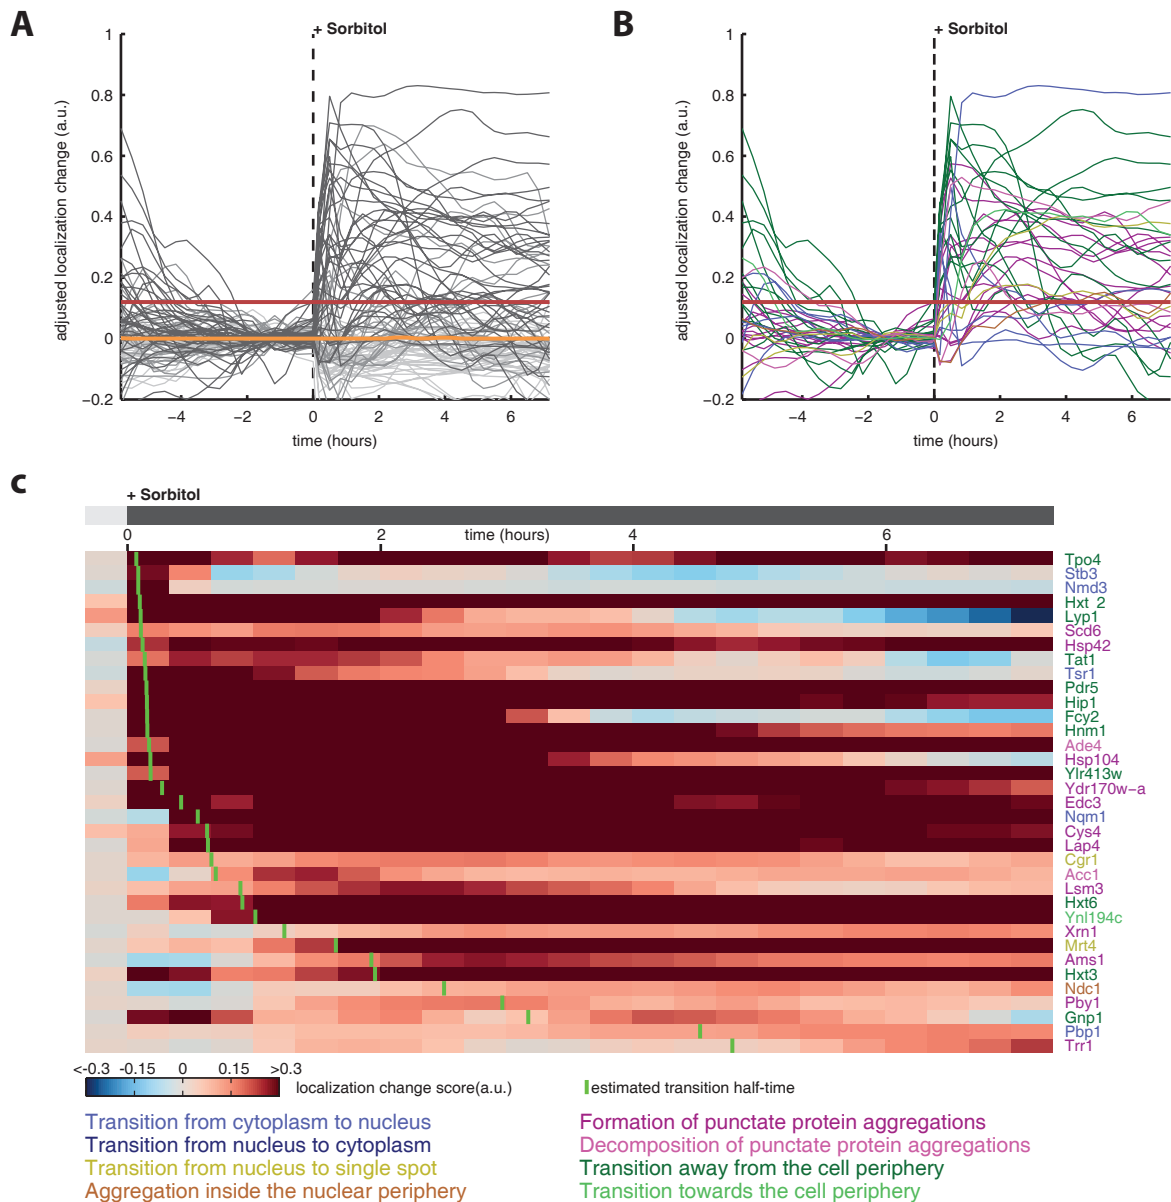 A
B
+ Sorbitol
+ Sorbitol
adjusted localization change (a.u.)
1
0.8
0.6
0.4
0.2
0
−0.2
−4
−2
0
2
4
6
time (hours)
adjusted localization change (a.u.)
1
0.8
0.6
0.4
0.2
0
−0.2
−4
−2
0
2
4
6
time (hours)
c
+ Sorbitol
0
2
time (hours)
4
6
Tpo4
Stb3
Nmd3
Hxt 2
Lyp1
Scd6
Hsp42
Tat1
Tsr1
Pdr5
Hip1
Fcy2
Hnm1
Ade4
Hsp104
Ylr413w
Ydr170w−a
Edc3
Nqm1
Cys4
Lap4
Cgr1
Acc1
Lsm3
Hxt6
Ynl194c
Xrn1
Mrt4
Ams1
Hxt3
Ndc1
Pby1
Gnp1
Pbp1
Trr1
<-0.3 -0.15 0 0.15 >0.3
localization change score(a.u.)
estimated transition half-time
Transition from cytoplasm to nucleus
Transition from nucleus to cytoplasm
Transition from nucleus to single spot
Aggregation inside the nuclear periphery
Formation of punctate protein aggregations
Decomposition of punctate protein aggregations
Transition away from the cell periphery
Transition towards the cell periphery